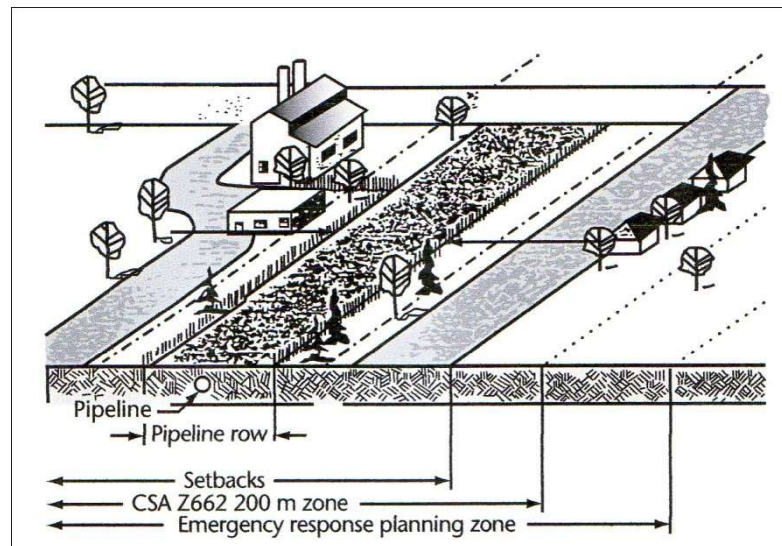 Pipeline
Pipeline row
Setbacks
CSA Z662 200 m zone
Emergency response planning zone